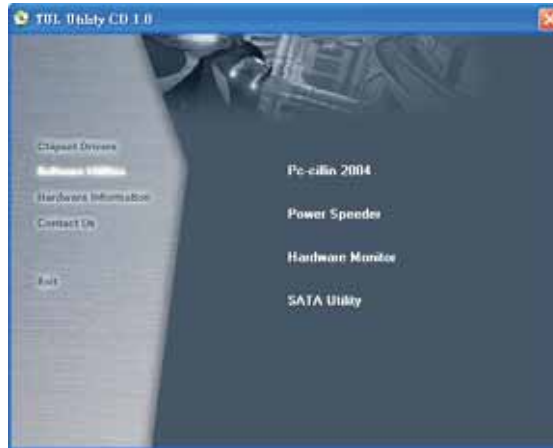 TUL Utility CD 1.0
Chipset Drivers
Software Utilities
Hardware Information
Contact Us
Exit
Pc-cillin 2004
Power Speeder
Hardware Monitor
SATA Utility